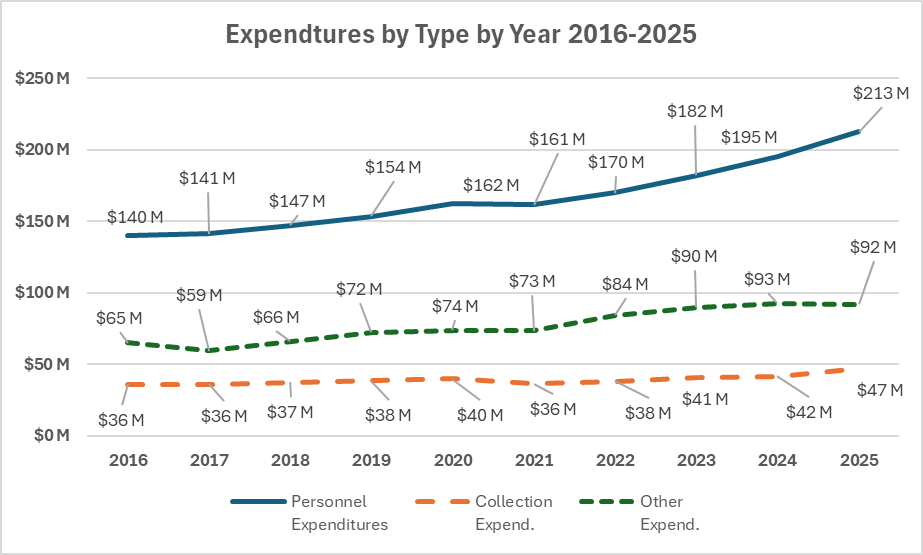 Expendtures by Type by Year 2016-2025
$250 M
$200 M
$150 M
$100 M
$50 M
$0 M
$140 M
$141 M
$147 M
$154 M
$162 M
$161 M
$170 M
$182 M
$195 M
$213 M
$65 M
$59 M
$66 M
$72 M
$74 M
$73 M
$84 M
$90 M
$93 M
$92 M
$36 M
$36 M
$37 M
$38 M
$40 M
$36 M
$38 M
$41 M
$42 M
$47 M
2016 2017 2018 2019 2020 2021 2022 2023 2024 2025
Personnel
Expenditures
Collection
Expend.
Other
Expend.